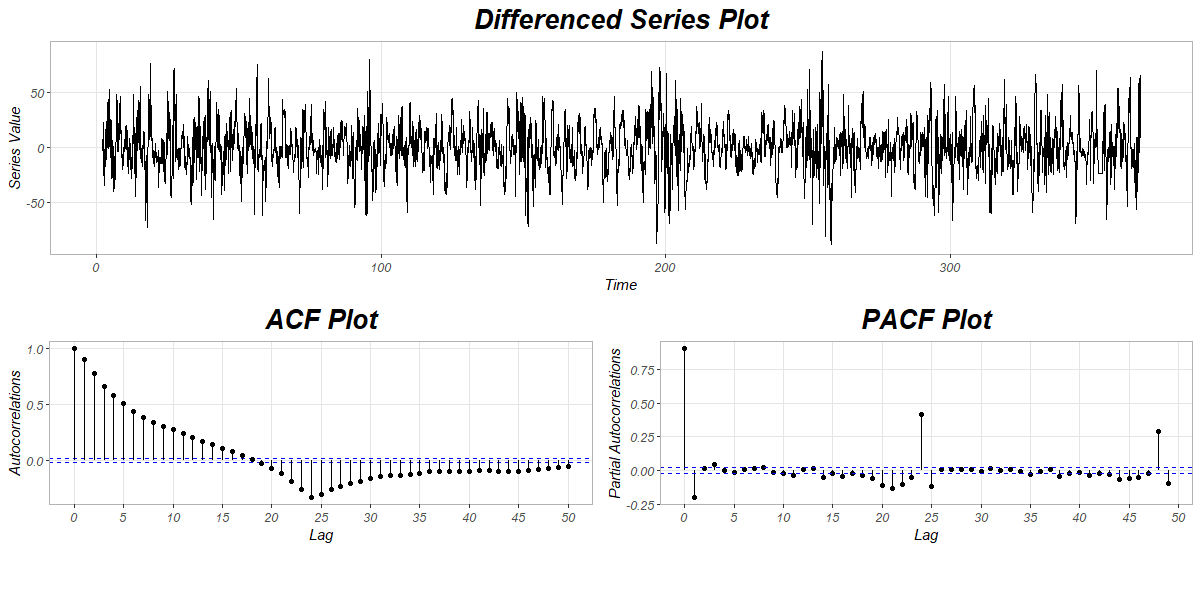 Differenced Series Plot
Series Value
50
0
-50
0 100 200 300
Time
ACF Plot
Autocorrelations
1.0
0.5
0.0
0 5 10 15 20 25 30 35 40 45 50
Lag
PACF Plot
Partial Autocorrelations
0.75
0.50
0.25
0.00
-0.25
0 5 10 15 20 25 30 35 40 45 50
Lag